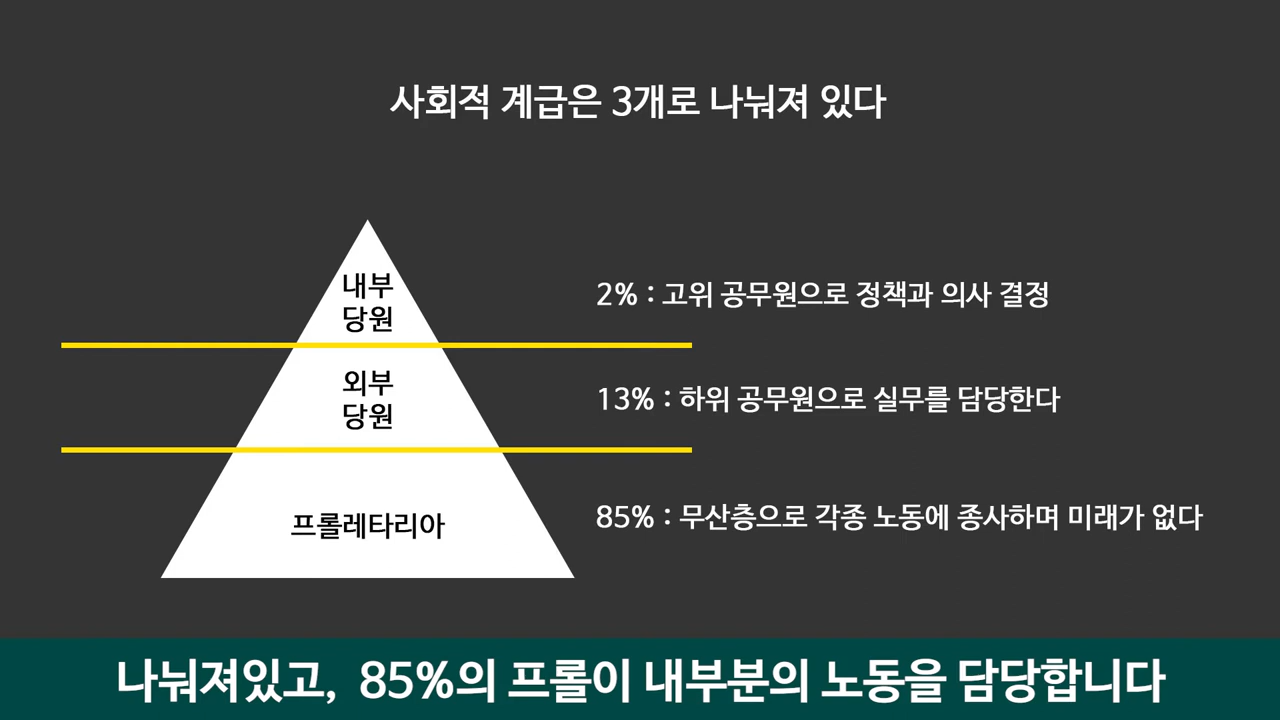 사회적 계급은 3개로 나눠져 있다
내부
당원
2% : 고위 공무원으로 정책과 의사 결정
외부
당원
13% : 하위 공무원으로 실무를 담당한다
프롤레타리아
85% : 무산층으로 각종 노동에 종사하며 미래가 없다
나눠져있고, 85%의 프롤이 내부분의 노동을 담당합니다